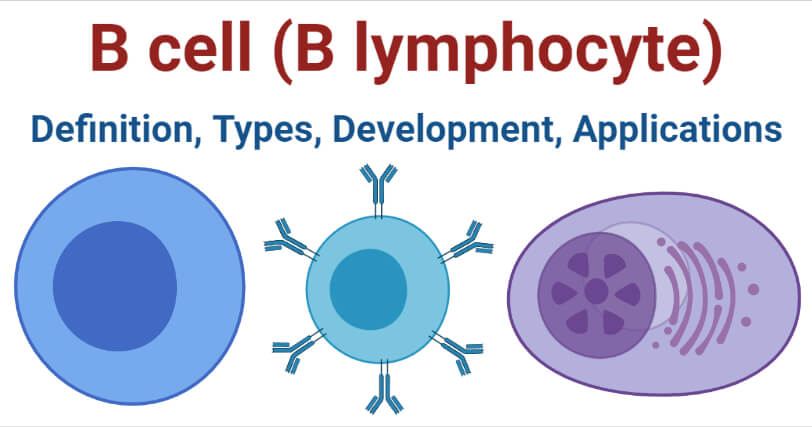 B cell (B lymphocyte)
Definition, Types, Development, Applications